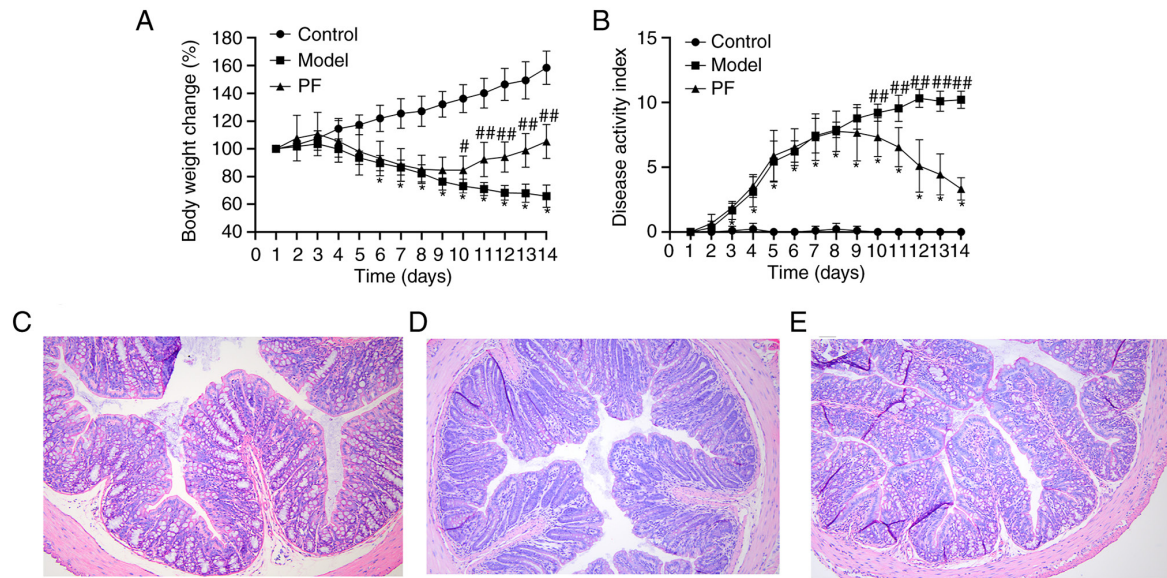 A
Body weight change (%)
180
160
140
120
100
80
60
40
Control
Model
PF
#
##
##
##
##
* * * * * * * * *
0 1 2 3 4 5 6 7 8 9 10 11 12 13 14
Time (days)
B
Disease activity index
15
10
5
0
Control
Model
PF
## ## ## ## ##
* * * * * * * * * * * *
0 1 2 3 4 5 6 7 8 9 10 11 12 13 14
Time (days)
C
D
E